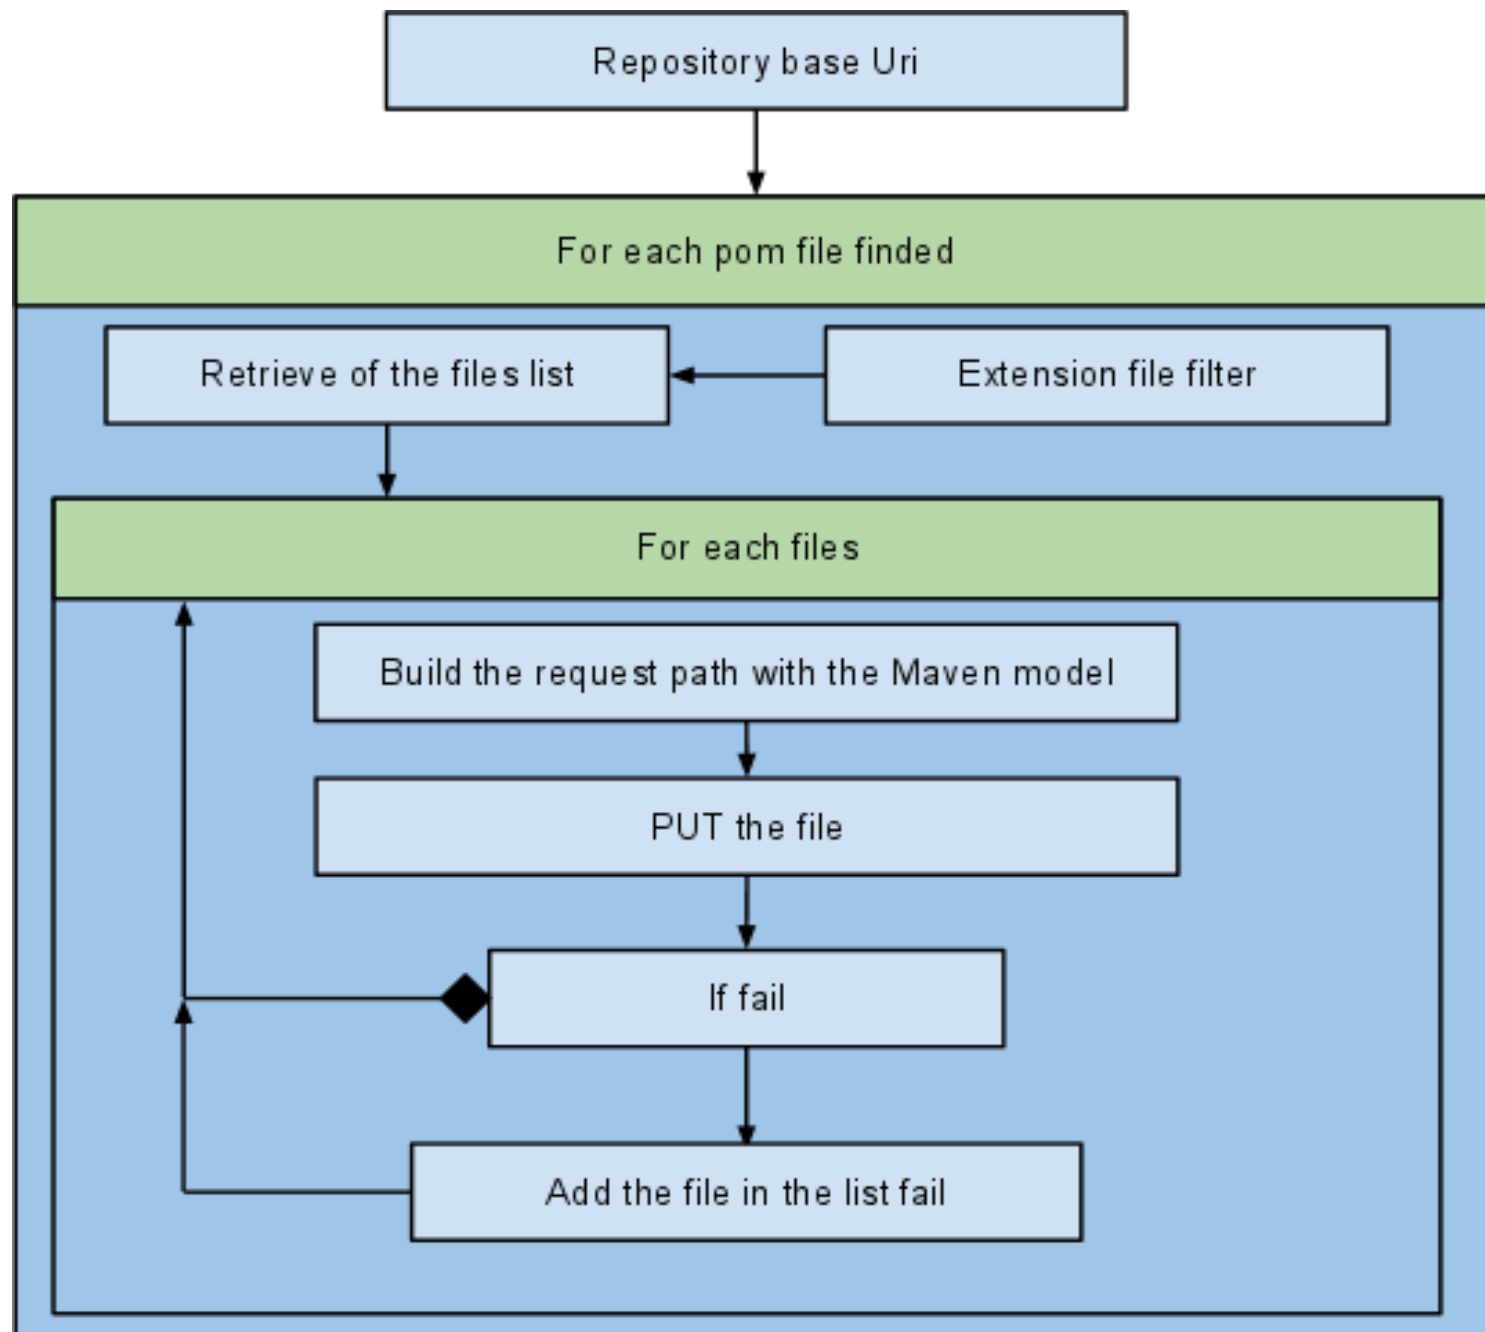 Repository base Uri
For each pom file finded
Retrieve of the files list
Extension file filter
For each files
Build the request path with the Maven model
PUT the file
If fail
Add the file in the list fail